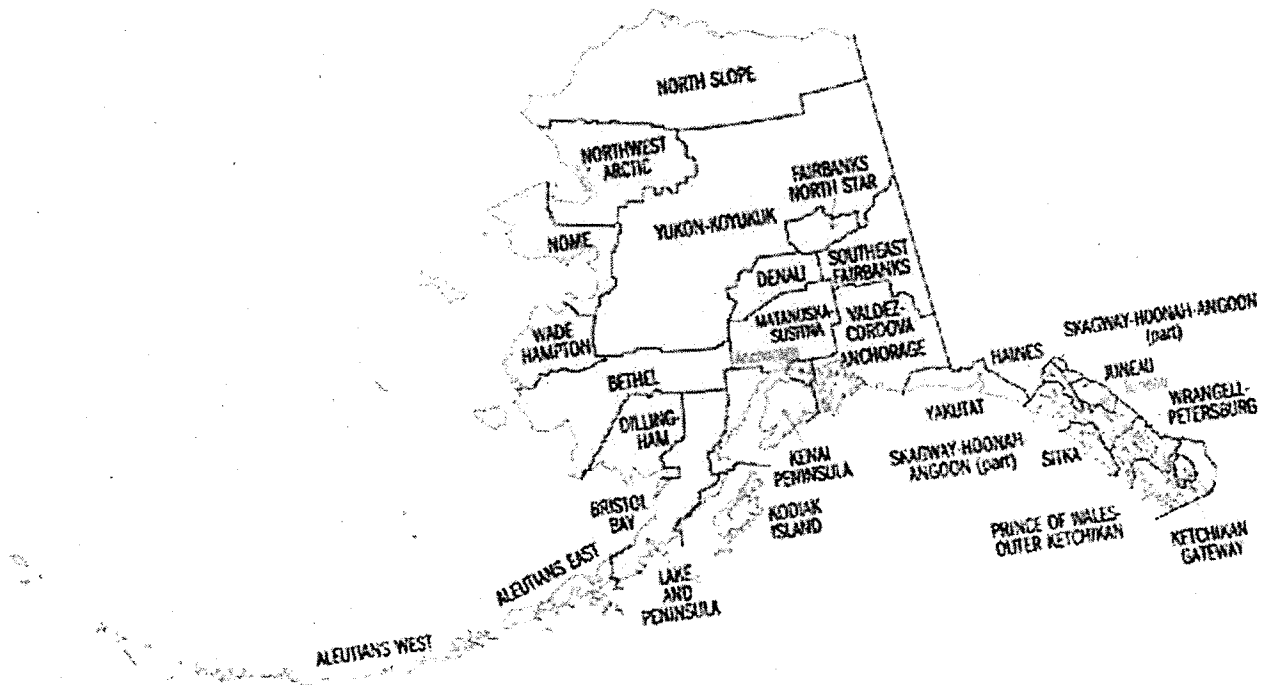 NORTH SLOPE
NORTHWEST
ARCTIC
FAIRBANKS
NORTH STAR
YUKON-KOYUKUK
NOME
SOUTHEAST
FAIRBANKS
DENALI
MATANUSKA-
SUSITNA
VALDEZ-
CORDOVA
WADE
HAMPTON
ANCHORAGE
HAINES
SKAGWAY-HOONAH-ANGOON
(part)
JUNEAU
WRANGELL-
PETERSBURG
BETHEL
DILLING-
HAM
YAKUTAT
KENAI
PENINSULA
SKAGWAY-HOONAH
ANGOON (part)
SITKA
BRISTOL
BAY
KODIAK
ISLAND
PRINCE OF WALES-
OUTER KETCHIKAN
KETCHIKAN
GATEWAY
ALEUTIANS EAST
LAKE
AND
PENINSULA
ALEUTIANS WEST